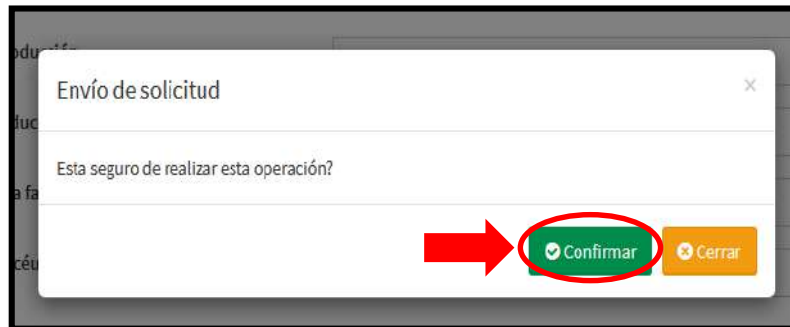 Envío de solicitud
×
Esta seguro de realizar esta operación?
Confirmar
Cerrar